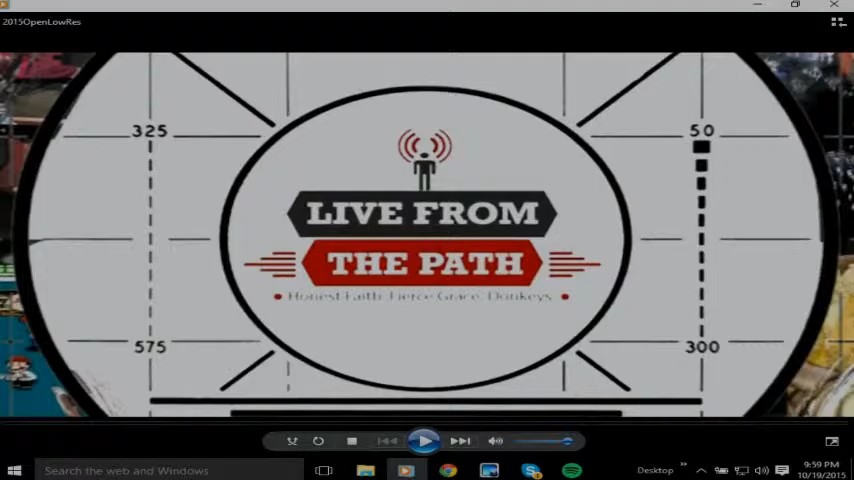 2015OpenLowRes
325
50
LIVE FROM
THE PATH
Honest Faith. Fierce Grace. Donkeys
575
300
Search the web and Windows
Desktop
9:59 PM
10/19/2015